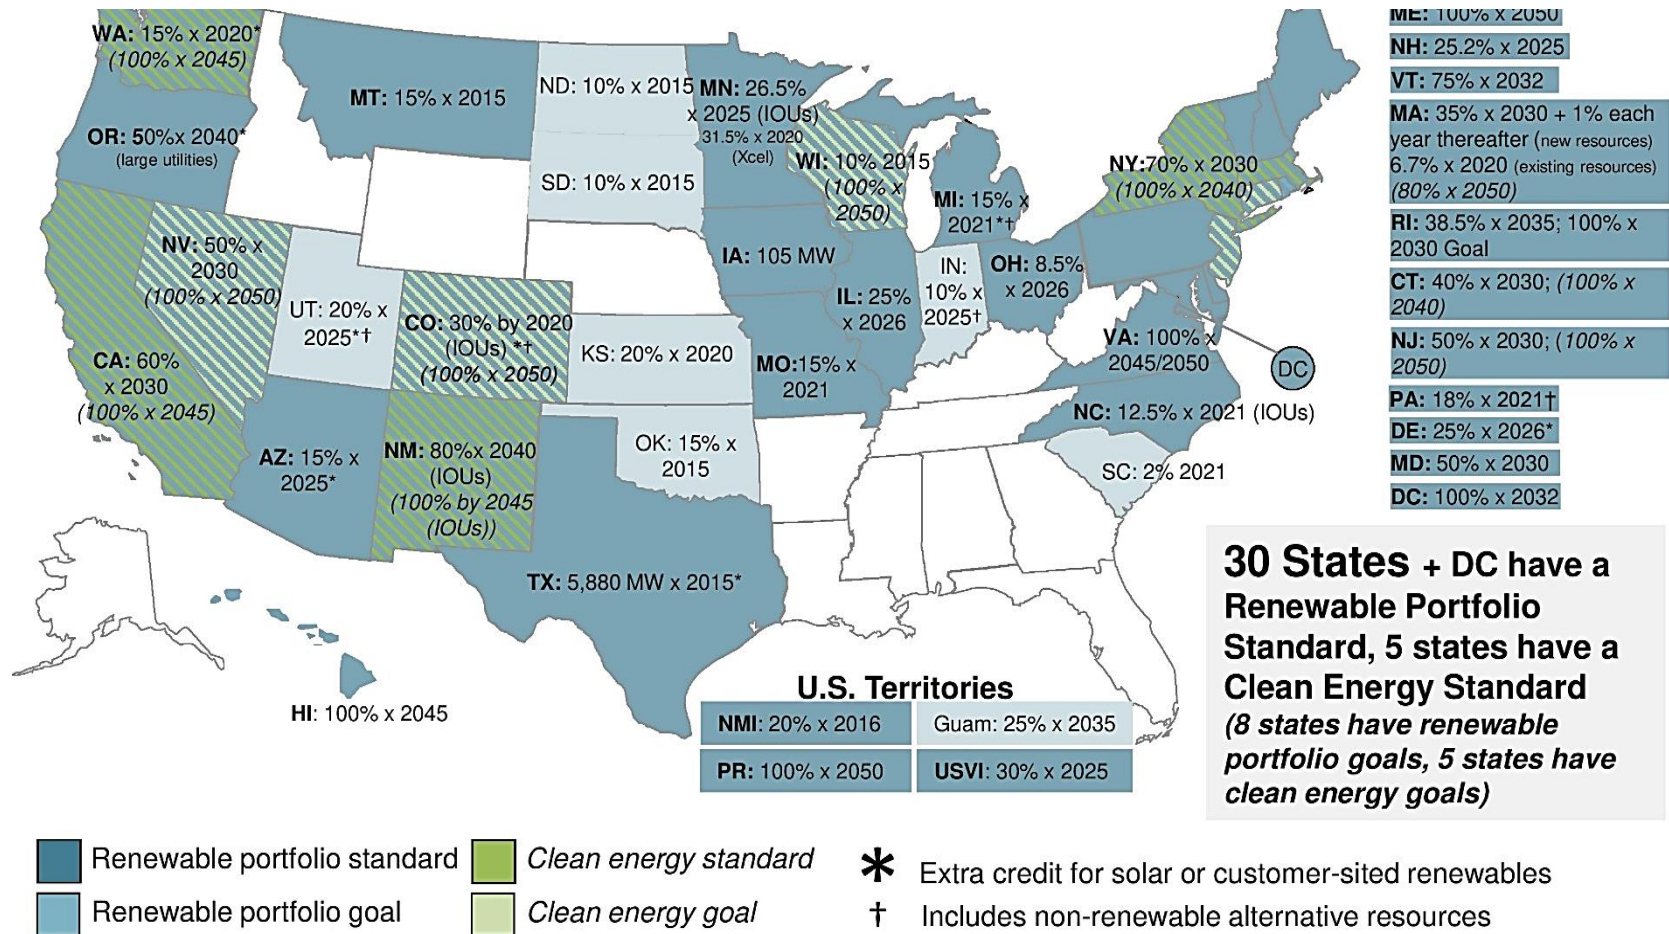 WA: 15% x 2020*
(100% x 2045)
OR: 50%x 2040*
(large utilities)
MT: 15% x 2015
ND: 10% x 2015
SD: 10% x 2015
MN: 26.5%
x 2025 (IOUs)
31.5% x 2020
(Xcel)
WI: 10% 2015
(100% x
2050)
MI: 15% x
2021*†
NY:70% x 2030
(100% x 2040)
CA: 60%
x 2030
(100% x 2045)
NV: 50% x
2030
(100% x 2050)
UT: 20% x
2025*†
CO: 30% by 2020
(IOUs) *†
(100% x 2050)
KS: 20% x 2020
IA: 105 MW
IL: 25%
x 2026
MO:15% x
2021
IN:
10% x
2025†
OH: 8.5%
x 2026
VA: 100% x
2045/2050
DC
NC: 12.5% x 2021 (IOUs)
SC: 2% 2021
AZ: 15% x
2025*
NM: 80%x 2040
(IOUs)
(100% by 2045
(IOUs))
OK: 15% x
2015
TX: 5,880 MW x 2015*
HI: 100% x 2045
ME: 100% x 2050
NH: 25.2% x 2025
VT: 75% x 2032
MA: 35% x 2030 + 1% each
year thereafter (new resources)
6.7% x 2020 (existing resources)
(80% x 2050)
RI: 38.5% x 2035; 100% x
2030 Goal
CT: 40% x 2030; (100% x
2040)
NJ: 50% x 2030; (100% x
2050)
PA: 18% x 2021†
DE: 25% x 2026*
MD: 50% x 2030
DC: 100% x 2032
30 States + DC have a
Renewable Portfolio
Standard, 5 states have a
Clean Energy Standard
(8 states have renewable
portfolio goals, 5 states have
clean energy goals)
U.S. Territories
NMI: 20% x 2016
Guam: 25% x 2035
PR: 100% x 2050
USVI: 30% x 2025
Renewable portfolio standard
Clean energy standard
* Extra credit for solar or customer-sited renewables
Renewable portfolio goal
Clean energy goal
† Includes non-renewable alternative resources